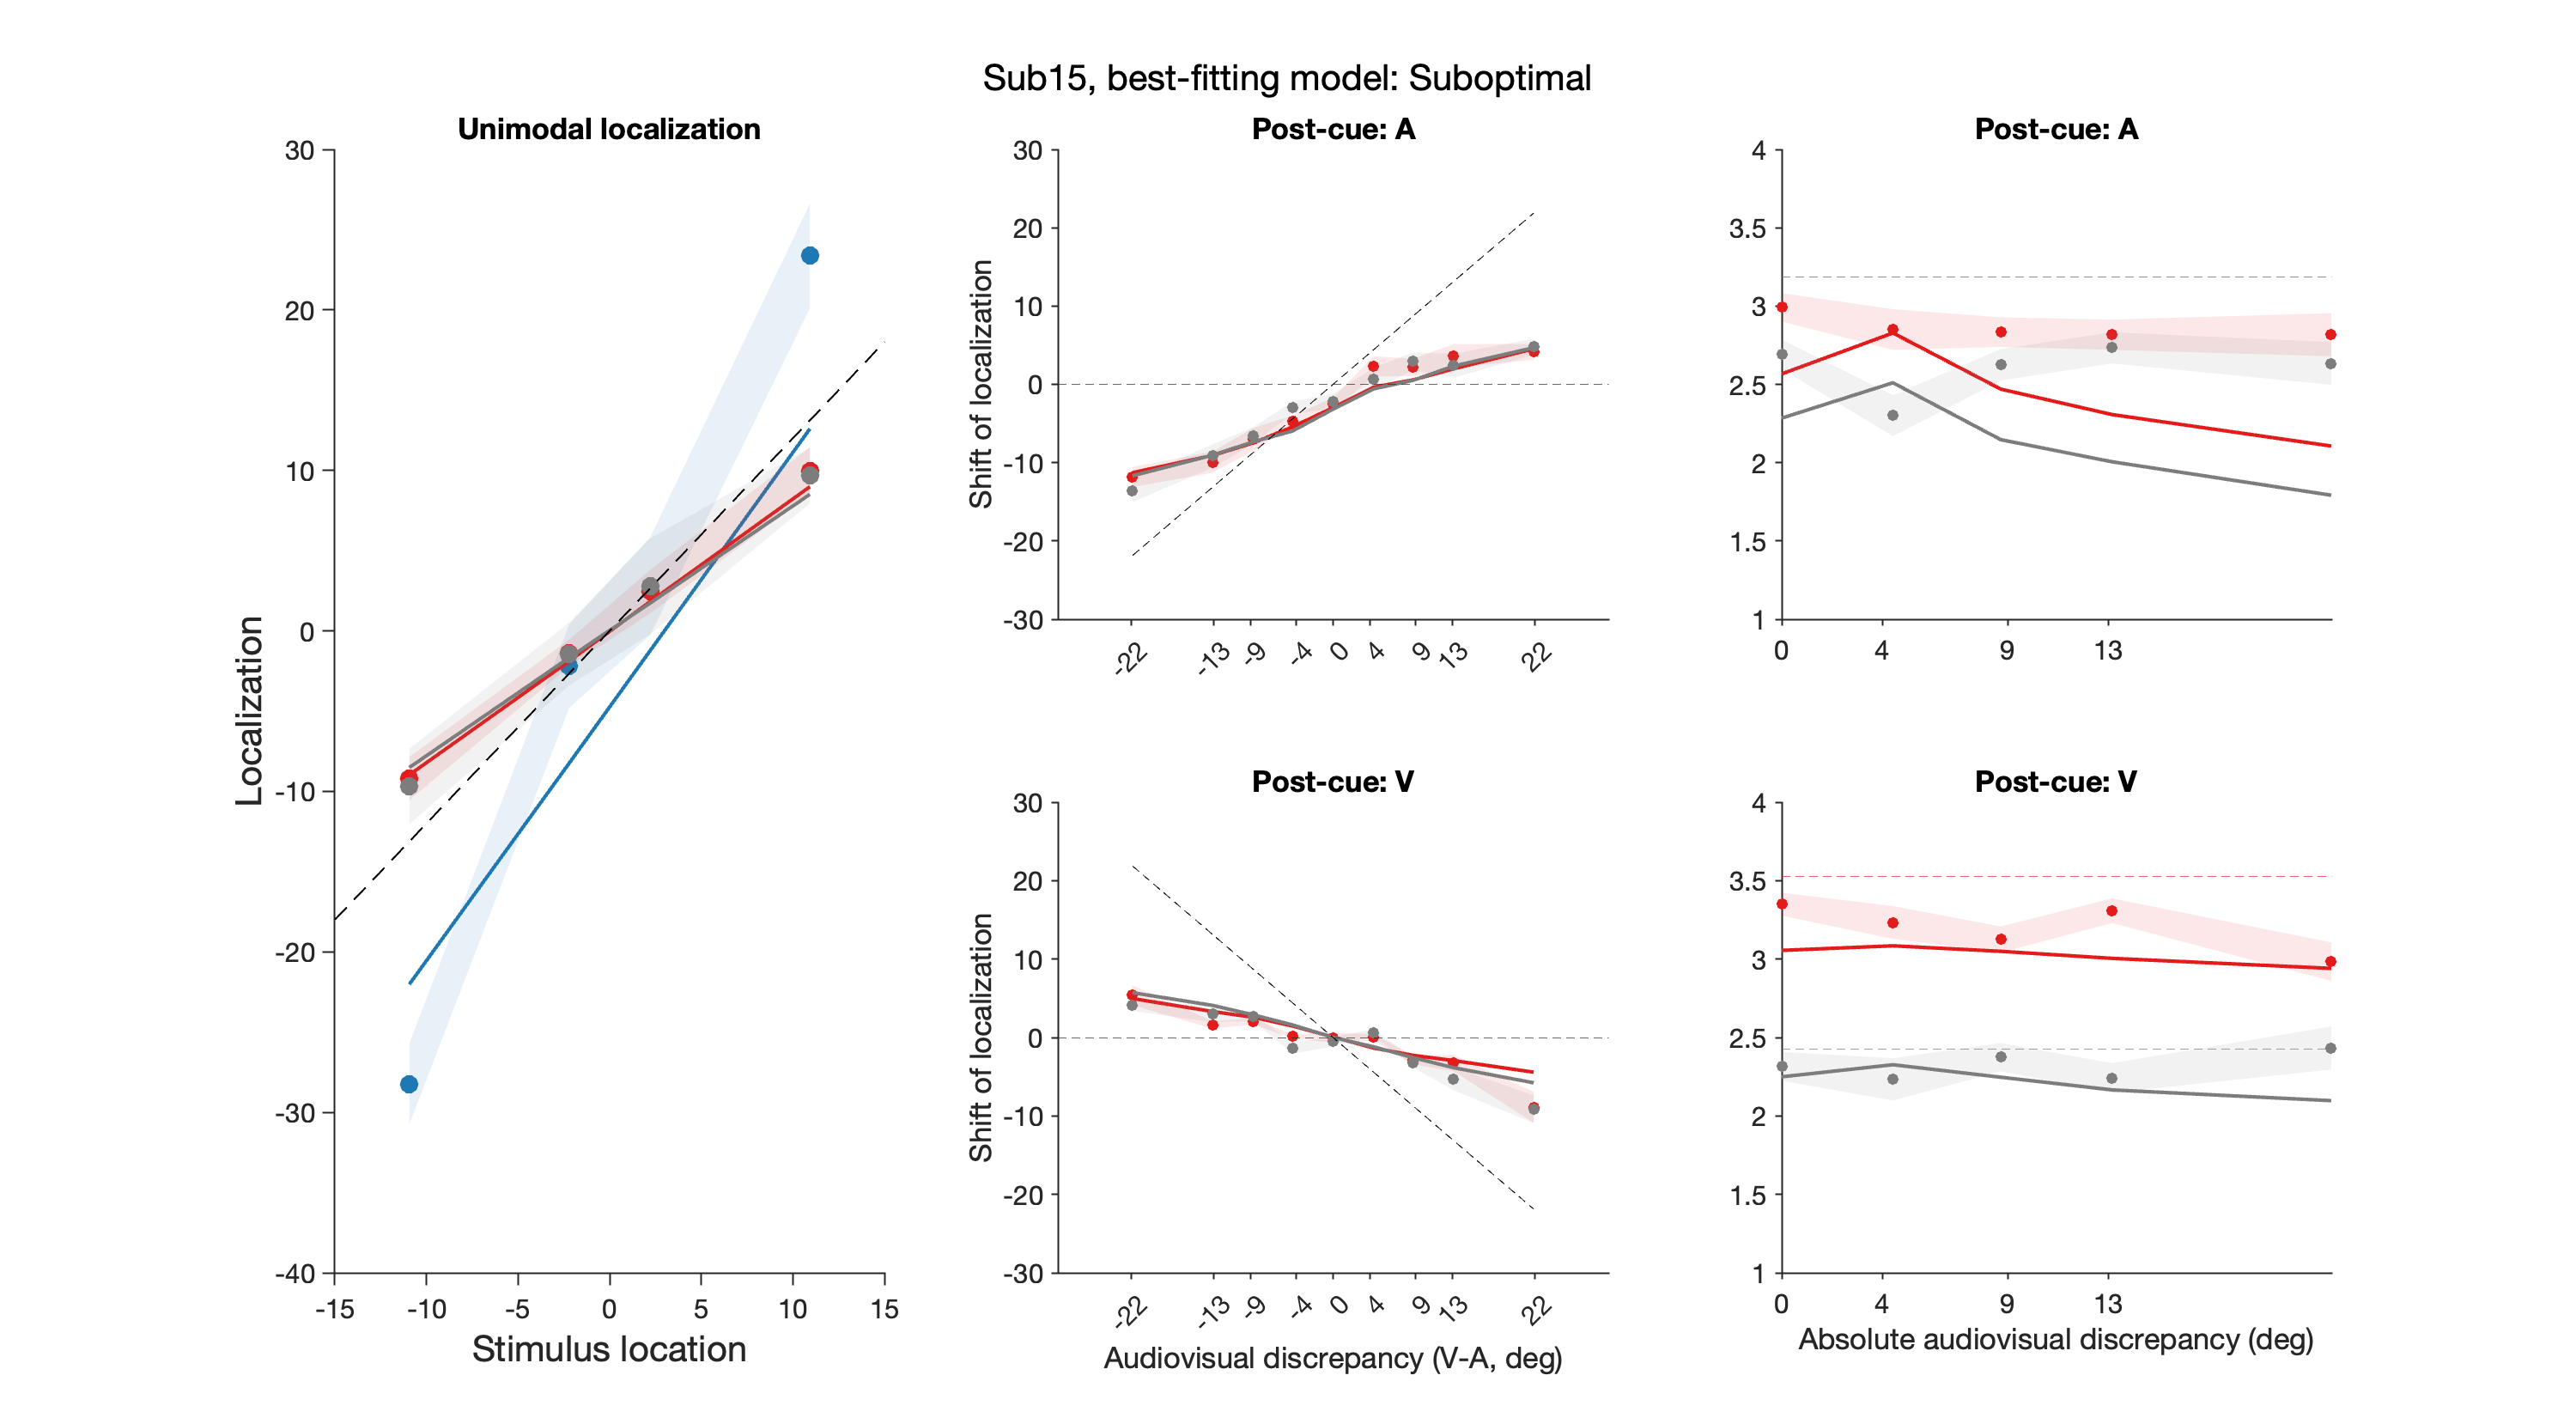 Sub15, best-fitting model: Suboptimal
Unimodal localization
30
20
10
0
-10
-20
-30
-40
Localization
-15 -10 -5 0 5 10 15
Stimulus location
Post-cue: A
30
20
10
0
-10
-20
-30
Shift of localization
-22 -13 -9 -4 0 4 9 13 22
Post-cue: A
4
3.5
3
2.5
2
1.5
1
0 4 9 13
Post-cue: V
30
20
10
0
-10
-20
-30
Shift of localization
-22 -13 -9 -4 0 4 9 13 22
Audiovisual discrepancy (V-A, deg)
Post-cue: V
4
3.5
3
2.5
2
1.5
1
0 4 9 13
Absolute audiovisual discrepancy (deg)